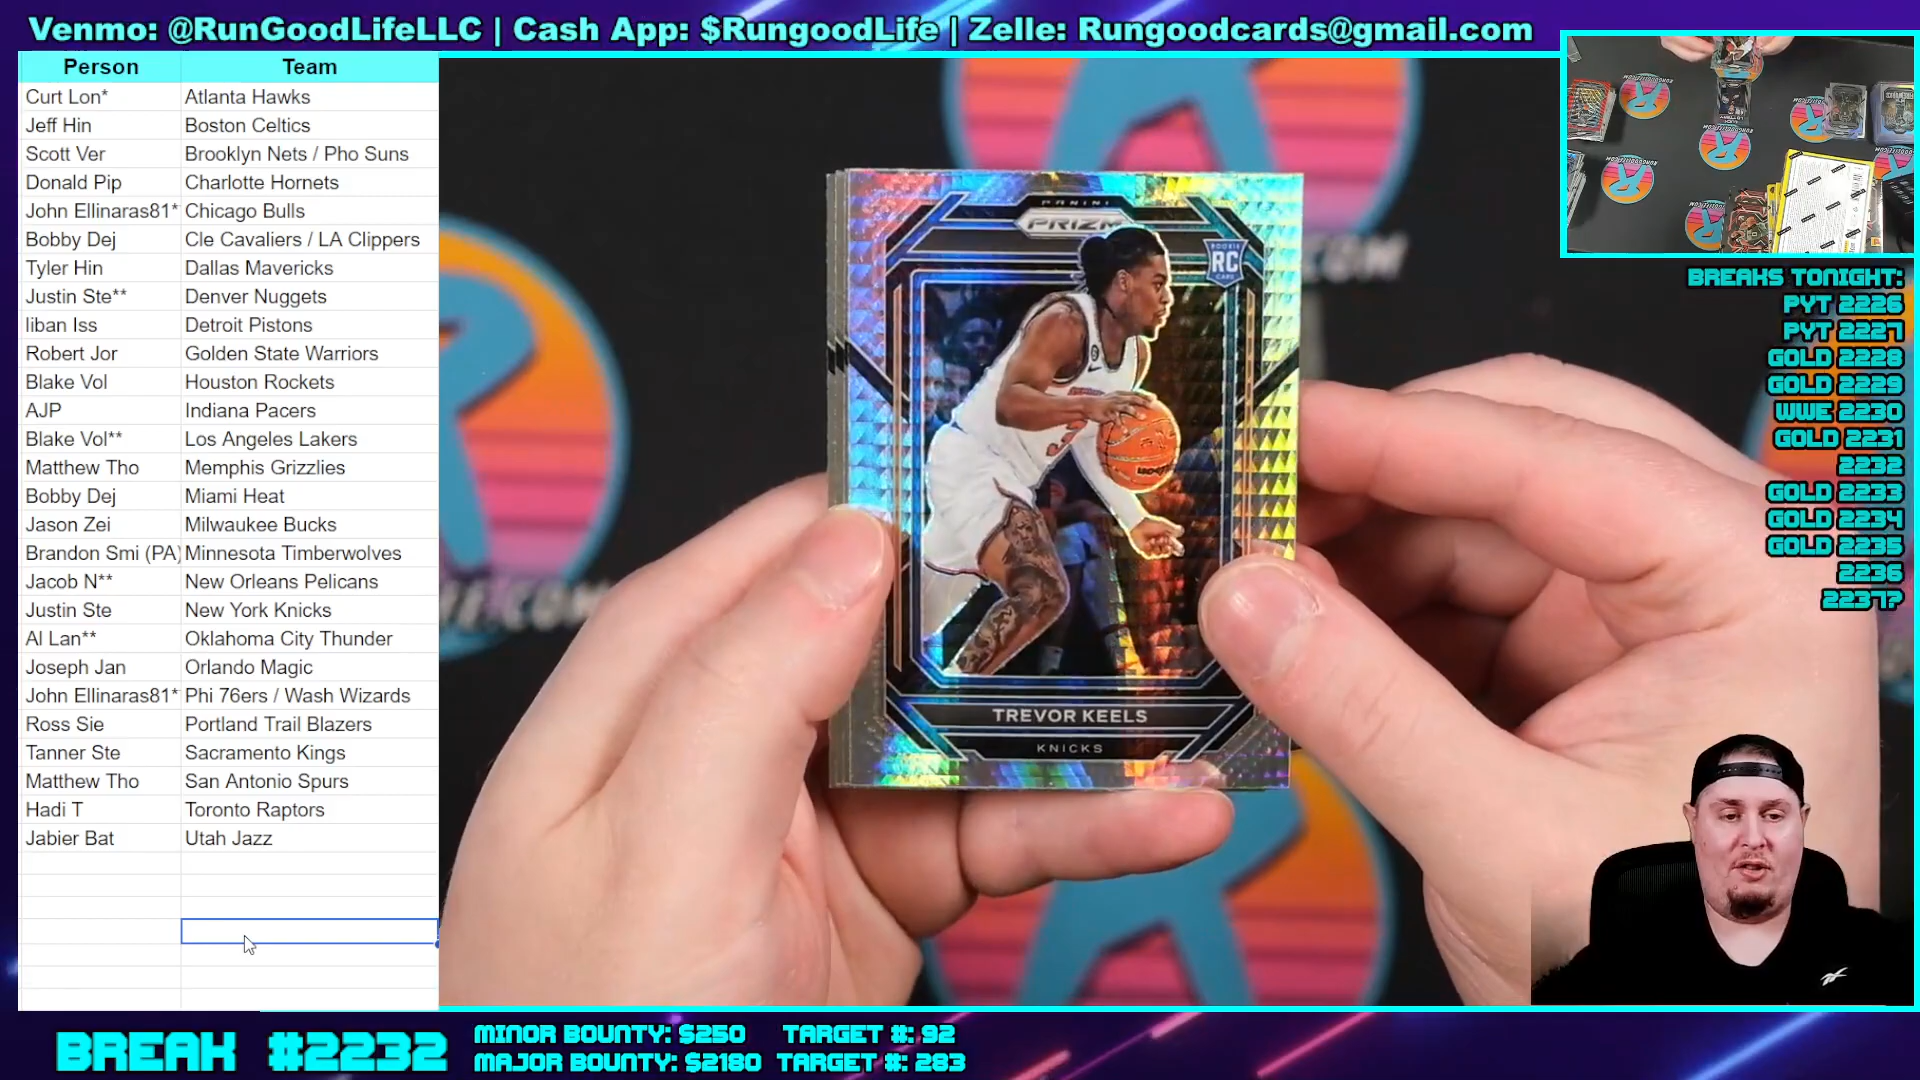 Venmo: @RunGoodLifeLLC | Cash App: $RungoodLife | Zelle: Rungoodcards@gmail.com
Person Team
Curt Lon* Atlanta Hawks
Jeff Hin Boston Celtics
Scott Ver Brooklyn Nets / Pho Suns
Donald Pip Charlotte Hornets
John Ellinaras81* Chicago Bulls
Bobby Dej Cle Cavaliers / LA Clippers
Tyler Hin Dallas Mavericks
Justin Ste** Denver Nuggets
liban Iss Detroit Pistons
Robert Jor Golden State Warriors
Blake Vol Houston Rockets
AJP Indiana Pacers
Blake Vol** Los Angeles Lakers
Matthew Tho Memphis Grizzlies
Bobby Dej Miami Heat
Jason Zei Milwaukee Bucks
Brandon Smi (PA) Minnesota Timberwolves
Jacob N** New Orleans Pelicans
Justin Ste New York Knicks
Al Lan** Oklahoma City Thunder
Joseph Jan Orlando Magic
John Ellinaras81* Phi 76ers / Wash Wizards
Ross Sie Portland Trail Blazers
Tanner Ste Sacramento Kings
Matthew Tho San Antonio Spurs
Hadi T Toronto Raptors
Jabier Bat Utah Jazz
PANINI
PRIZM
ROOKIE
RC
CARD
TREVOR KEELS
KNICKS
BREAKS TONIGHT:
PYT 2226
PYT 2227
GOLD 2228
GOLD 2229
WWE 2230
GOLD 2231
2232
GOLD 2233
GOLD 2234
GOLD 2235
2236
2237?
BREAK #2232
MINOR BOUNTY: $250 TARGET #: 92
MAJOR BOUNTY: $2180 TARGET #: 283